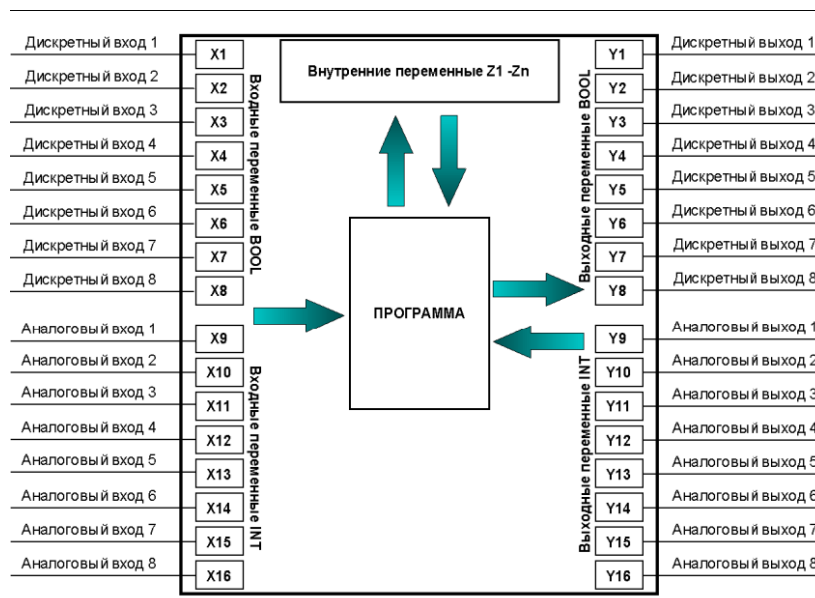 Дискретный вход 1
Дискретный вход 2
Дискретный вход 3
Дискретный вход 4
Дискретный вход 5
Дискретный вход 6
Дискретный вход 7
Дискретный вход 8
Аналоговый вход 1
Аналоговый вход 2
Аналоговый вход 3
Аналоговый вход 4
Аналоговый вход 5
Аналоговый вход 6
Аналоговый вход 7
Аналоговый вход 8
X1
X2
X3
X4
X5
X6
X7
X8
X9
X10
X11
X12
X13
X14
X15
X16
Входные переменные BOOL
Входные переменные INT
Внутренние переменные Z1 -Zn
ПРОГРАММА
Выходные переменные BOOL
Выходные переменные INT
Y1
Y2
Y3
Y4
Y5
Y6
Y7
Y8
Y9
Y10
Y11
Y12
Y13
Y14
Y15
Y16
Дискретный выход 1
Дискретный выход 2
Дискретный выход 3
Дискретный выход 4
Дискретный выход 5
Дискретный выход 6
Дискретный выход 7
Дискретный выход 8
Аналоговый выход 1
Аналоговый выход 2
Аналоговый выход 3
Аналоговый выход 4
Аналоговый выход 5
Аналоговый выход 6
Аналоговый выход 7
Аналоговый выход 8